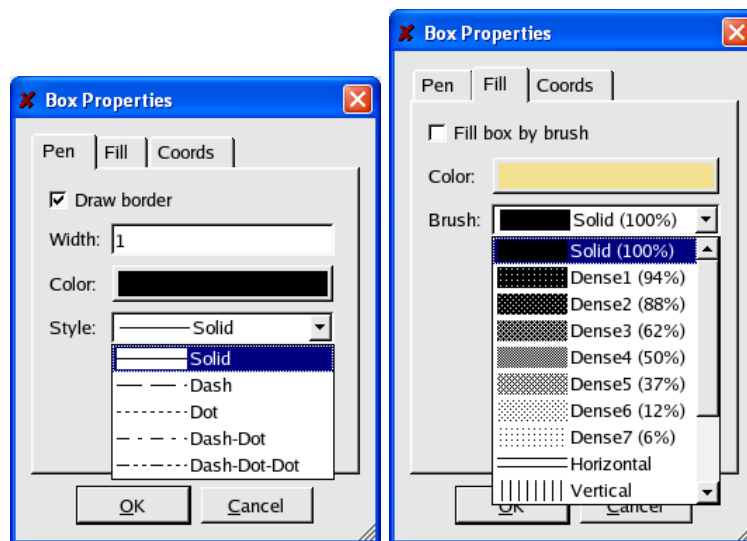 Box Properties
Pen Fill Coords
Draw border
Width: 1
Color:
Style: Solid
Solid
Dash
Dot
Dash-Dot
Dash-Dot-Dot
OK Cancel
Box Properties
Pen Fill Coords
Fill box by brush
Color:
Brush: Solid (100%)
Solid (100%)
Dense1 (94%)
Dense2 (88%)
Dense3 (62%)
Dense4 (50%)
Dense5 (37%)
Dense6 (12%)
Dense7 (6%)
Horizontal
Vertical
OK Cancel